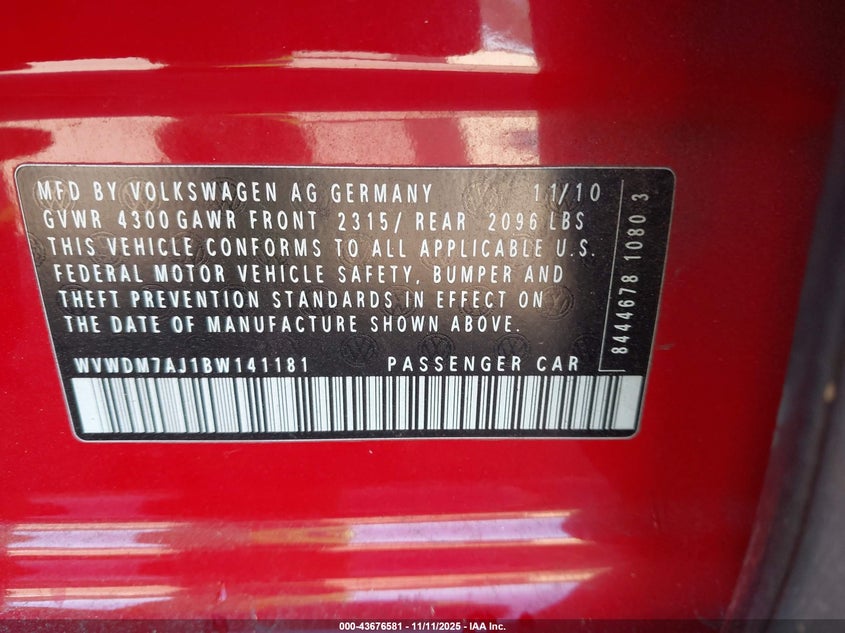 MFD BY VOLKSWAGEN AG GERMANY 11/10
GVWR 4300 GAWR FRONT 2315/ REAR 2096 LBS
THIS VEHICLE CONFORMS TO ALL APPLICABLE U.S.
FEDERAL MOTOR VEHICLE SAFETY, BUMPER AND
THEFT PREVENTION STANDARDS IN EFFECT ON
THE DATE OF MANUFACTURE SHOWN ABOVE.
WVWDM7AJ1BW141181 PASSENGER CAR
8444678 1080 3
000-43676581 - 11/11/2025 - © IAA Inc.